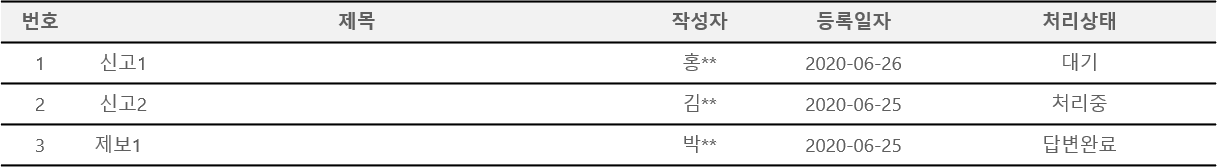 번호 제목 작성자 등록일자 처리상태
1 신고1 홍** 2020-06-26 대기
2 신고2 김** 2020-06-25 처리중
3 제보1 박** 2020-06-25 답변완료